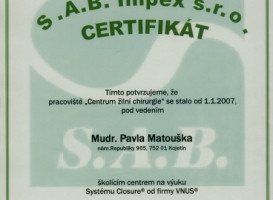 S.A.B. Impex s.r.o.
CERTIFIKÁT
Tímto potvrzujeme, že
pracoviště „Centrum žilní chirurgie" se stalo od 1.1.2007,
pod vedením
Mudr. Pavla Matouška
nám.Republiky 905, 752 01 Kojetín
S.A.B.
školícím centrem na výuku
Systému Closure® od firmy VNUS®